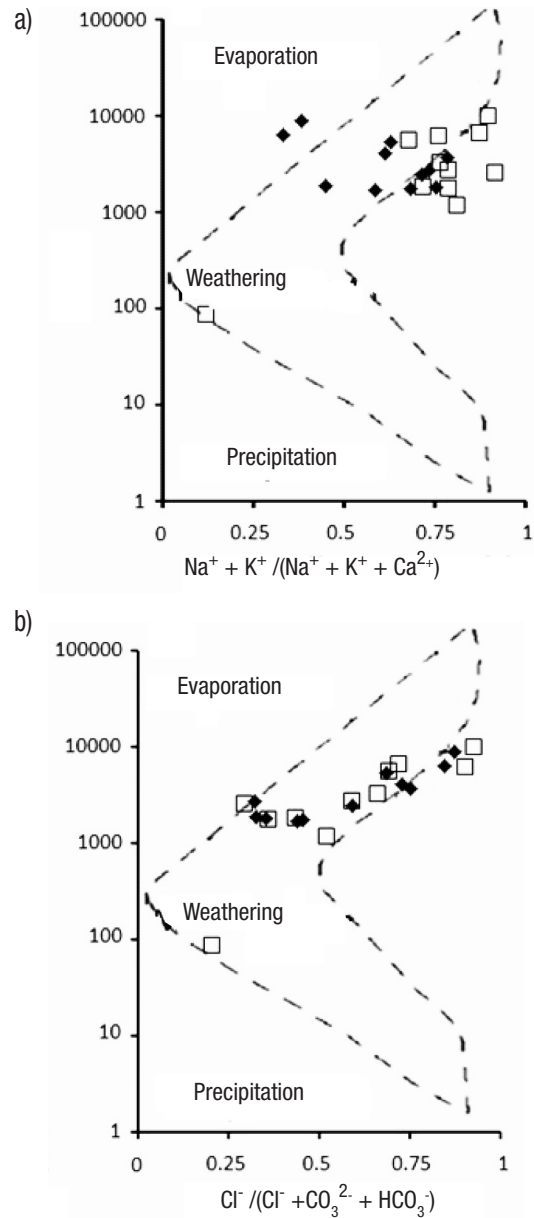 a)
100000
Evaporation
10000
1000
Weathering
100
10
Precipitation
1
0 0.25 0.5 0.75 1
Na⁺ + K⁺ /(Na⁺ + K⁺ + Ca²⁺)
b)
100000
Evaporation
10000
1000
Weathering
100
10
Precipitation
1
0 0.25 0.5 0.75 1
Cl⁻ /(Cl⁻ +CO₃²⁻ + HCO₃⁻)